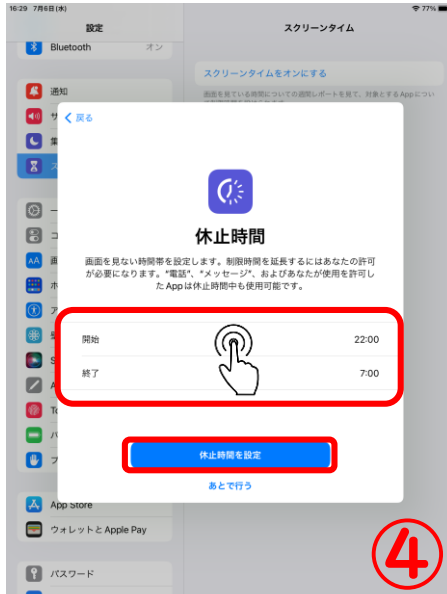 16:29 7月6日(水)
77%
設定
スクリーンタイム
Bluetooth
オン
スクリーンタイムをオンにする
画面を見ている時間についての週間レポートを見て、対象とするAppについ
通知
戻る
休止時間
画面を見ない時間帯を設定します。制限時間を延長するにはあなたの許可
が必要になります。“電話”、“メッセージ”、およびあなたが使用を許可し
たAppは休止時間中も使用可能です。
開始
22:00
終了
7:00
休止時間を設定
あとで行う
App Store
ウォレットとApple Pay
パスワード
④